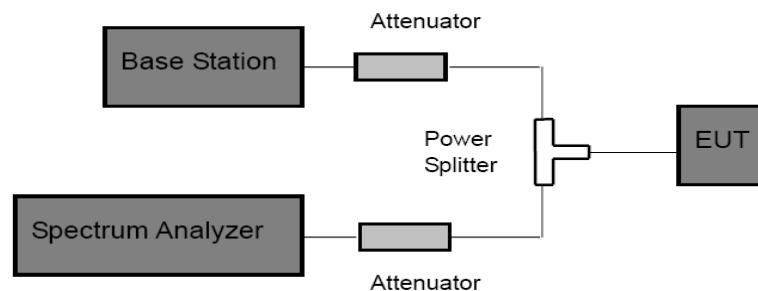 Attenuator
Base Station
Power
Splitter
EUT
Spectrum Analyzer
Attenuator